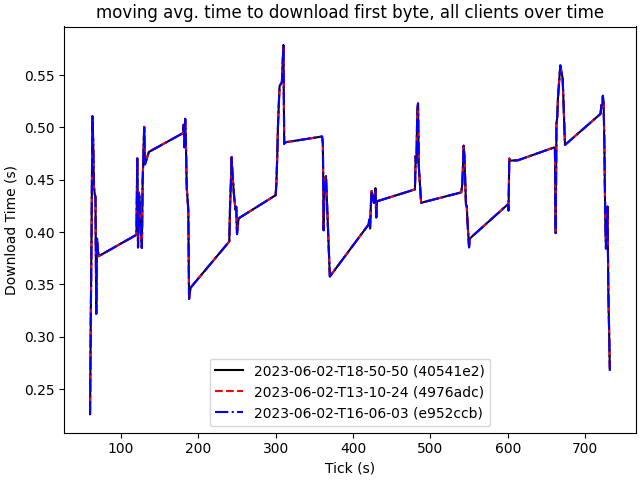 moving avg. time to download first byte, all clients over time
Download Time (s)
0.55
0.50
0.45
0.40
0.35
0.30
0.25
2023-06-02-T18-50-50 (40541e2)
2023-06-02-T13-10-24 (4976adc)
2023-06-02-T16-06-03 (e952ccb)
100 200 300 400 500 600 700
Tick (s)